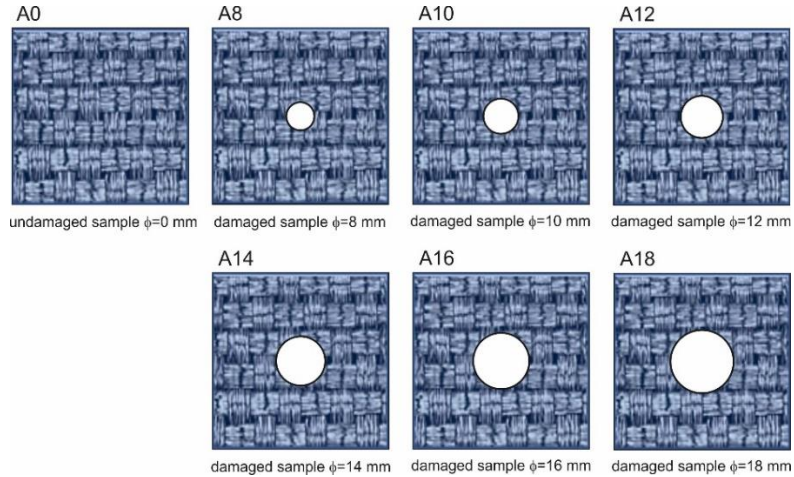 A0
A8
A10
A12
undamaged sample ϕ=0 mm
damaged sample ϕ=8 mm
damaged sample ϕ=10 mm
damaged sample ϕ=12 mm
A14
A16
A18
damaged sample ϕ=14 mm
damaged sample ϕ=16 mm
damaged sample ϕ=18 mm